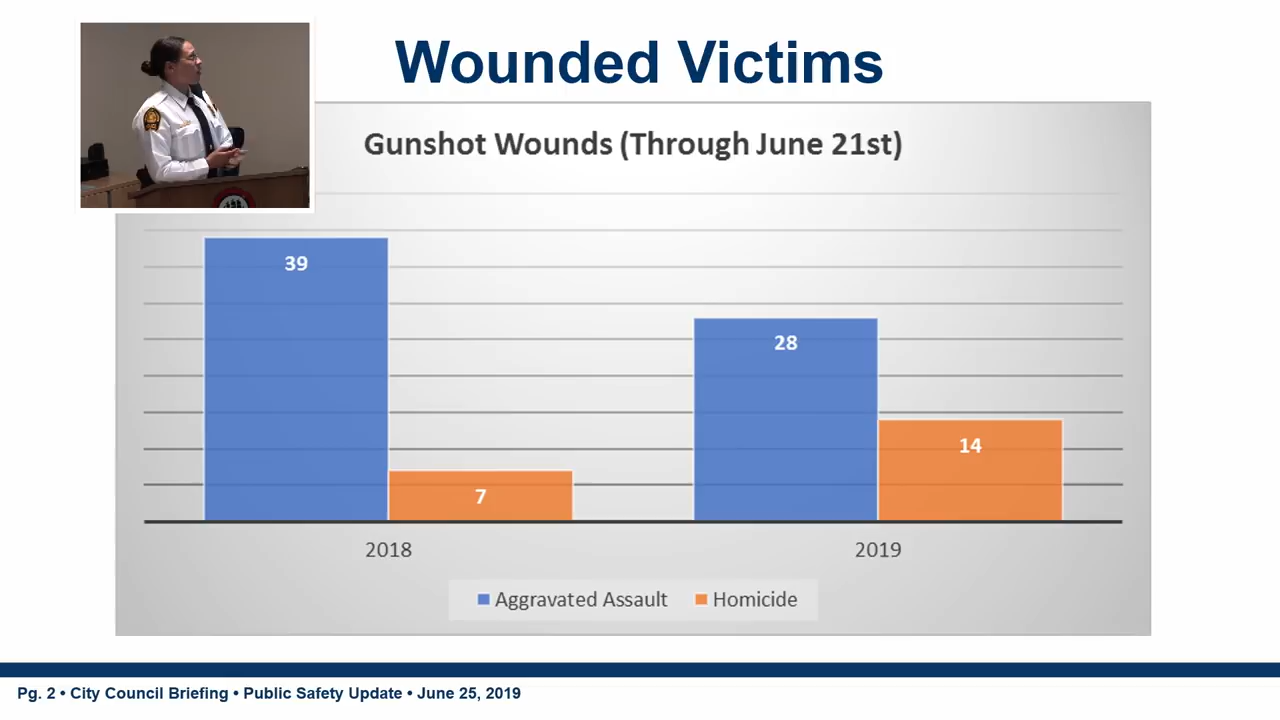 Wounded Victims
Gunshot Wounds (Through June 21st)
39
7
28
14
2018
2019
Aggravated Assault
Homicide
Pg. 2 • City Council Briefing • Public Safety Update • June 25, 2019